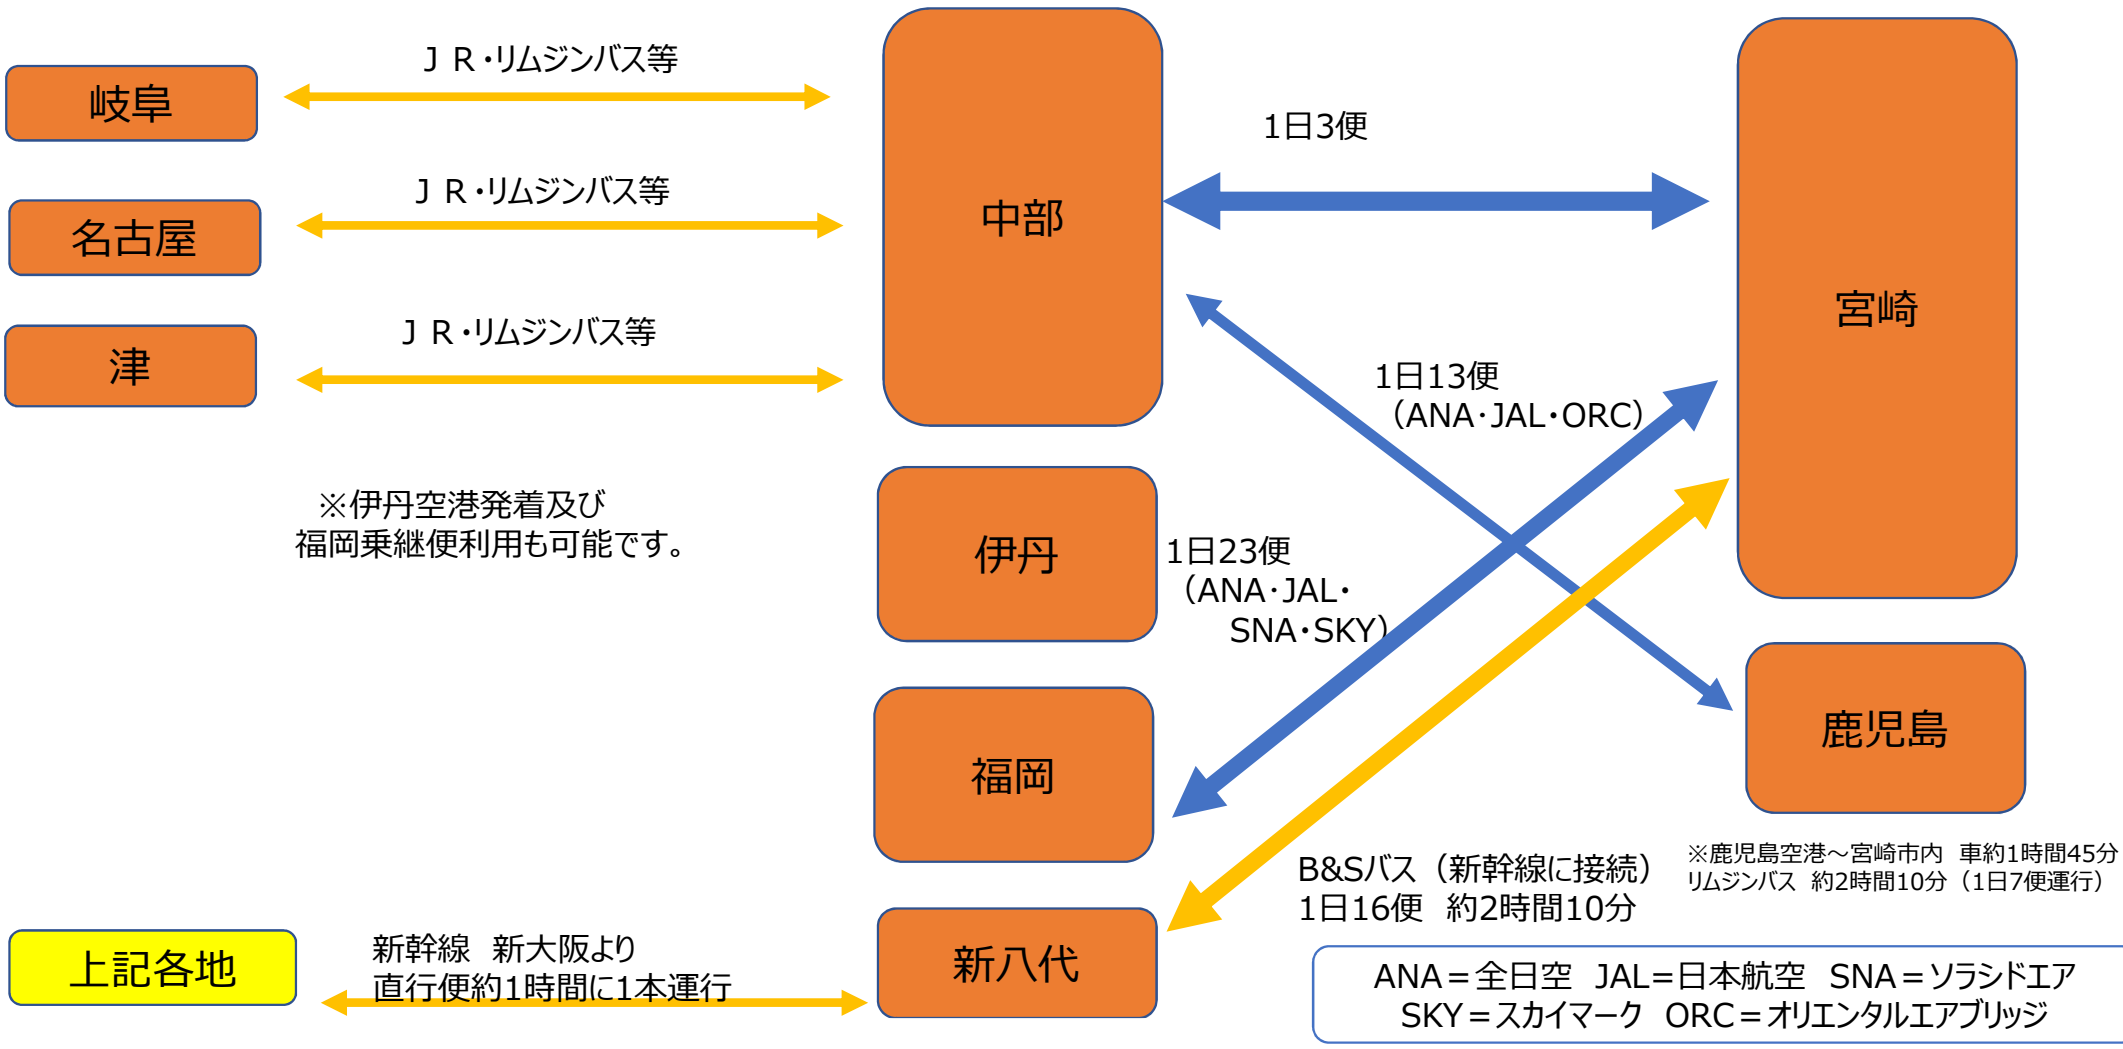 岐阜
ＪＲ・リムジンバス等
名古屋
ＪＲ・リムジンバス等
津
ＪＲ・リムジンバス等
中部
1日3便
宮崎
1日13便
（ANA・JAL・ORC）
※伊丹空港発着及び
福岡乗継便利用も可能です。
伊丹
1日23便
（ANA・JAL・
SNA・SKY）
福岡
鹿児島
※鹿児島空港～宮崎市内　車約1時間45分
リムジンバス　約2時間10分（1日7便運行）
B&Sバス（新幹線に接続）
1日16便　約2時間10分
上記各地
新幹線　新大阪より
直行便約1時間に1本運行
新八代
ANA＝全日空　JAL＝日本航空　SNA＝ソラシドエア
SKY＝スカイマーク　ORC＝オリエンタルエアブリッジ